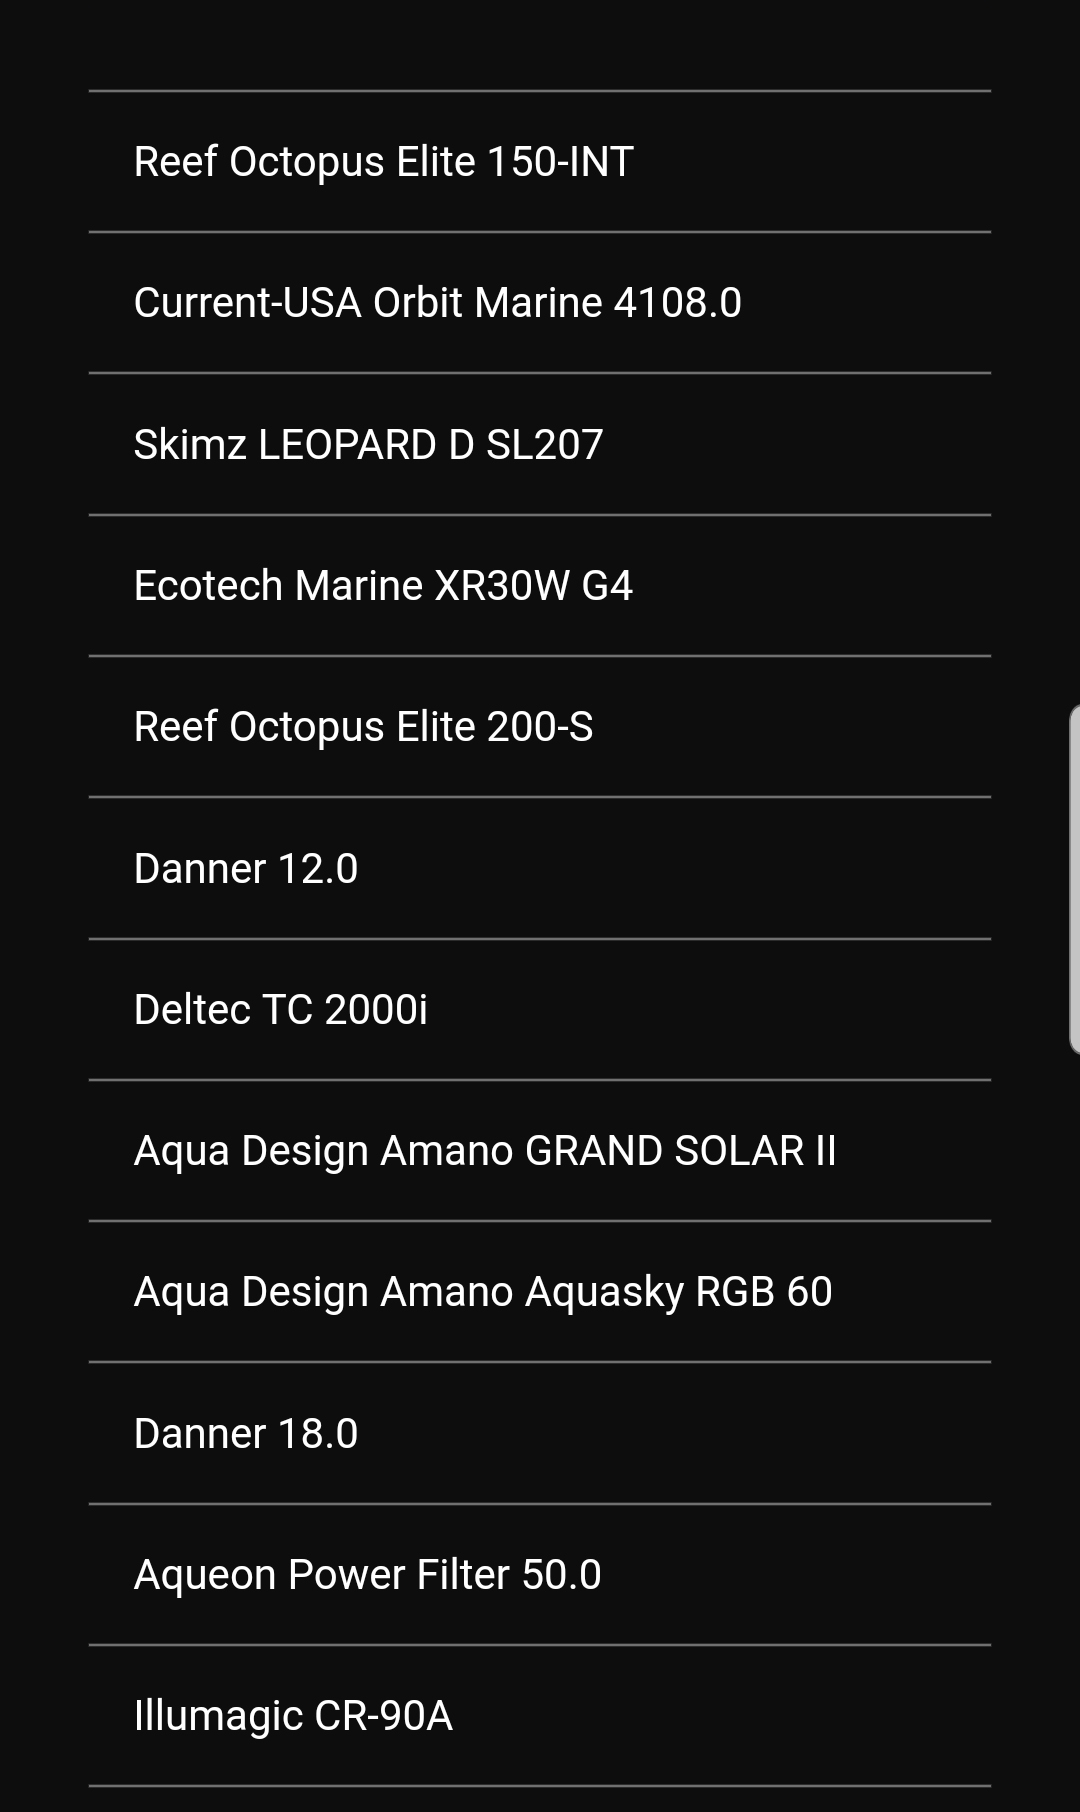 Reef Octopus Elite 150-INT
Current-USA Orbit Marine 4108.0
Skimz LEOPARD D SL207
Ecotech Marine XR30W G4
Reef Octopus Elite 200-S
Danner 12.0
Deltec TC 2000i
Aqua Design Amano GRAND SOLAR II
Aqua Design Amano Aquasky RGB 60
Danner 18.0
Aqueon Power Filter 50.0
Illumagic CR-90A